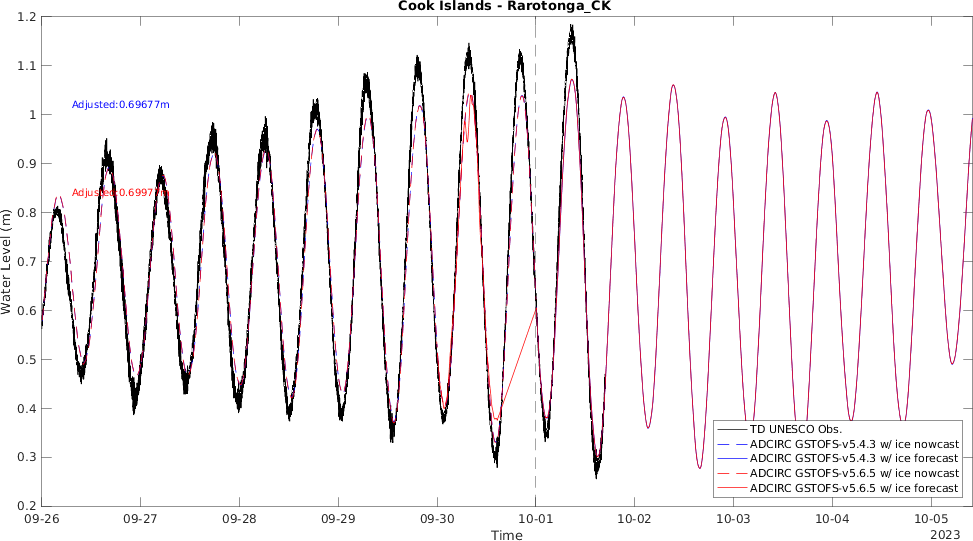 Cook Islands - Rarotonga_CK
1.2
1.1
1
0.9
0.8
0.7
0.6
0.5
0.4
0.3
0.2
Water Level (m)
Adjusted:0.69677m
09-26
09-27
09-28
09-29
09-30
10-01
10-02
10-03
10-04
10-05
Time
2023
TD UNESCO Obs.
ADCIRC GSTOFS-v5.4.3 w/ ice nowcast
ADCIRC GSTOFS-v5.4.3 w/ ice forecast
ADCIRC GSTOFS-v5.6.5 w/ ice nowcast
ADCIRC GSTOFS-v5.6.5 w/ ice forecast